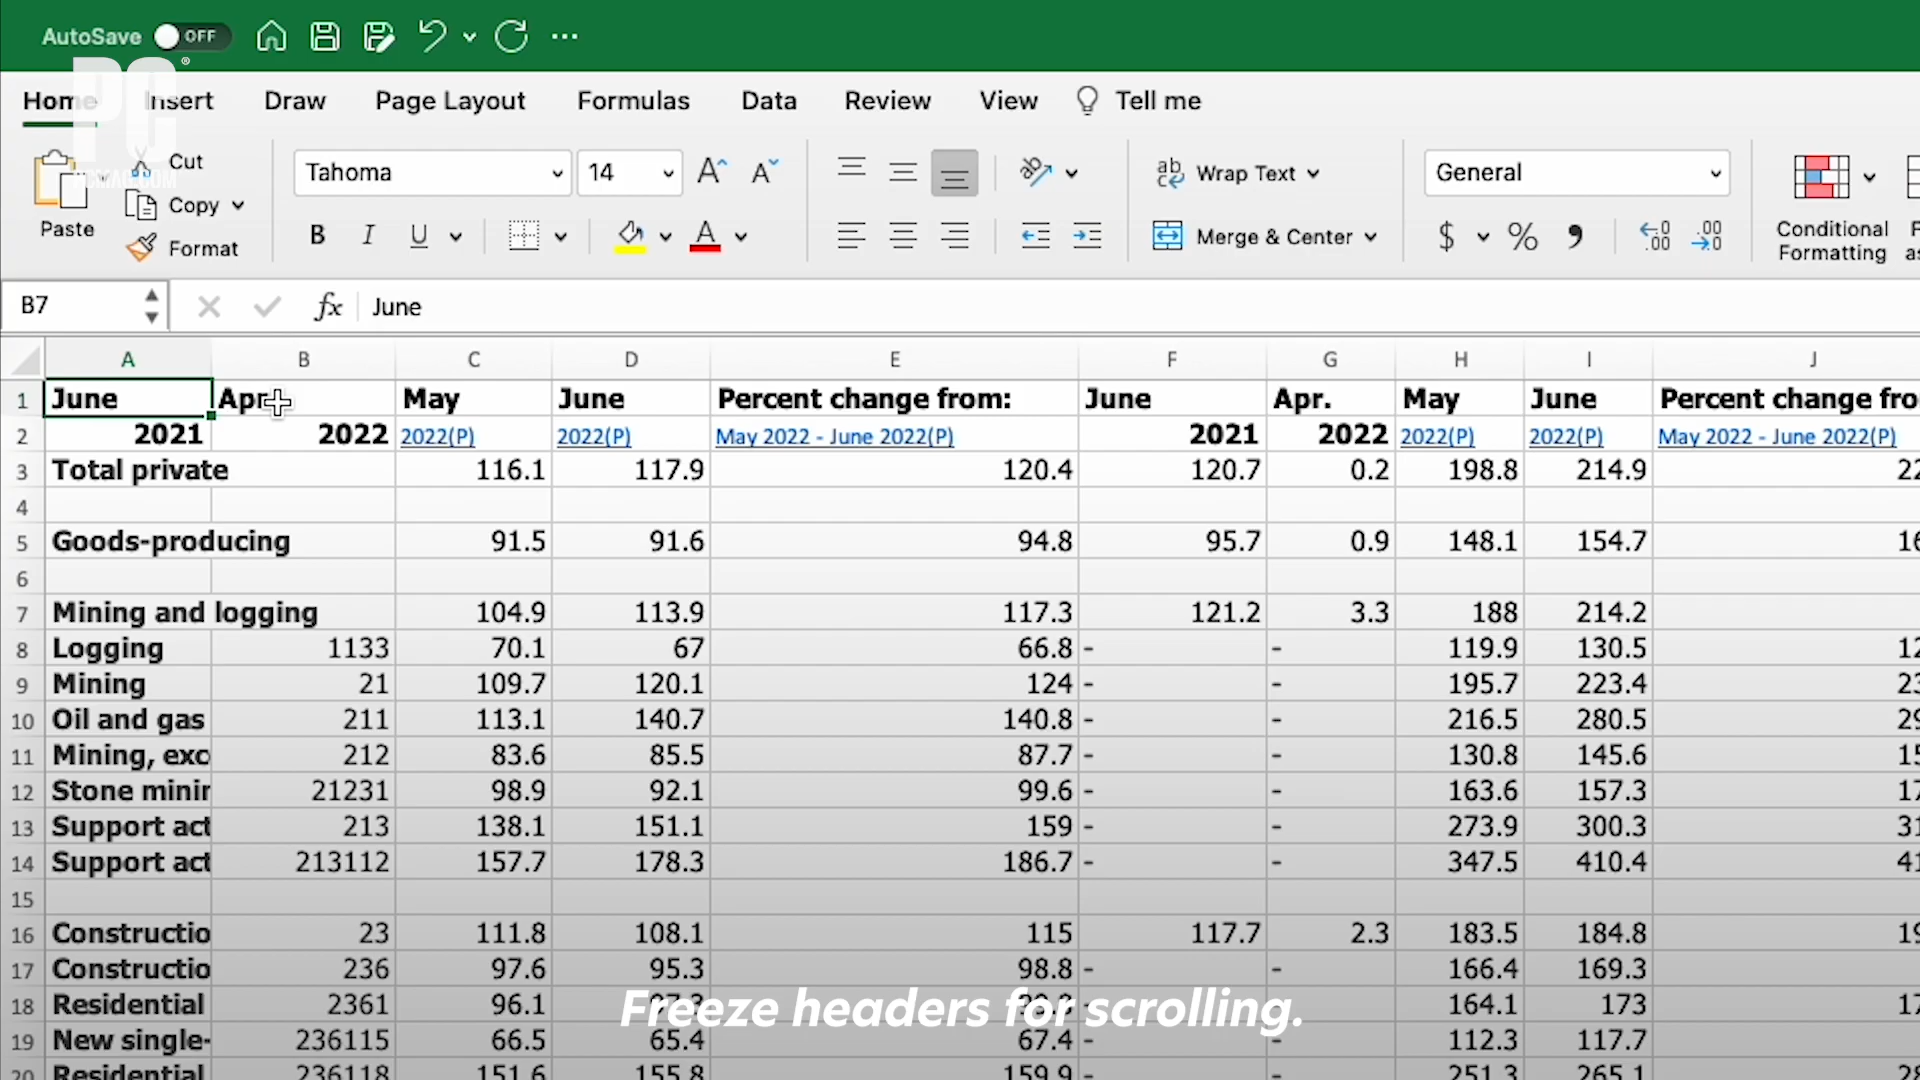 AutoSave OFF
PC®
PCMAG.COM
Home Insert Draw Page Layout Formulas Data Review View Tell me
Paste
Cut
Copy
Format
Tahoma 14
B I U
ab Wrap Text
Merge & Center
General
$ % ,
Conditional
Formatting
B7 fx June
A B C D E F G H I J
1 June Apr. May June Percent change from: June Apr. May June Percent change fro
2 2021 2022 2022(P) 2022(P) May 2022 - June 2022(P) 2021 2022 2022(P) 2022(P) May 2022 - June 2022(P)
3 Total private 116.1 117.9 120.4 120.7 0.2 198.8 214.9 22
4
5 Goods-producing 91.5 91.6 94.8 95.7 0.9 148.1 154.7 16
6
7 Mining and logging 104.9 113.9 117.3 121.2 3.3 188 214.2
8 Logging 1133 70.1 67 66.8 - - 119.9 130.5 12
9 Mining 21 109.7 120.1 124 - - 195.7 223.4 23
10 Oil and gas 211 113.1 140.7 140.8 - - 216.5 280.5 29
11 Mining, exc 212 83.6 85.5 87.7 - - 130.8 145.6 15
12 Stone minin 21231 98.9 92.1 99.6 - - 163.6 157.3 17
13 Support act 213 138.1 151.1 159 - - 273.9 300.3 31
14 Support act 213112 157.7 178.3 186.7 - - 347.5 410.4 41
15
16 Constructio 23 111.8 108.1 115 117.7 2.3 183.5 184.8 19
17 Constructio 236 97.6 95.3 98.8 - - 166.4 169.3
18 Residential 2361 96.1 164.1 173 17
Freeze headers for scrolling.
19 New single- 236115 66.5 65.4 67.4 - - 112.3 117.7
20 Residential 236118 151.6 155.8 159.9 - - 251.3 265.1 28